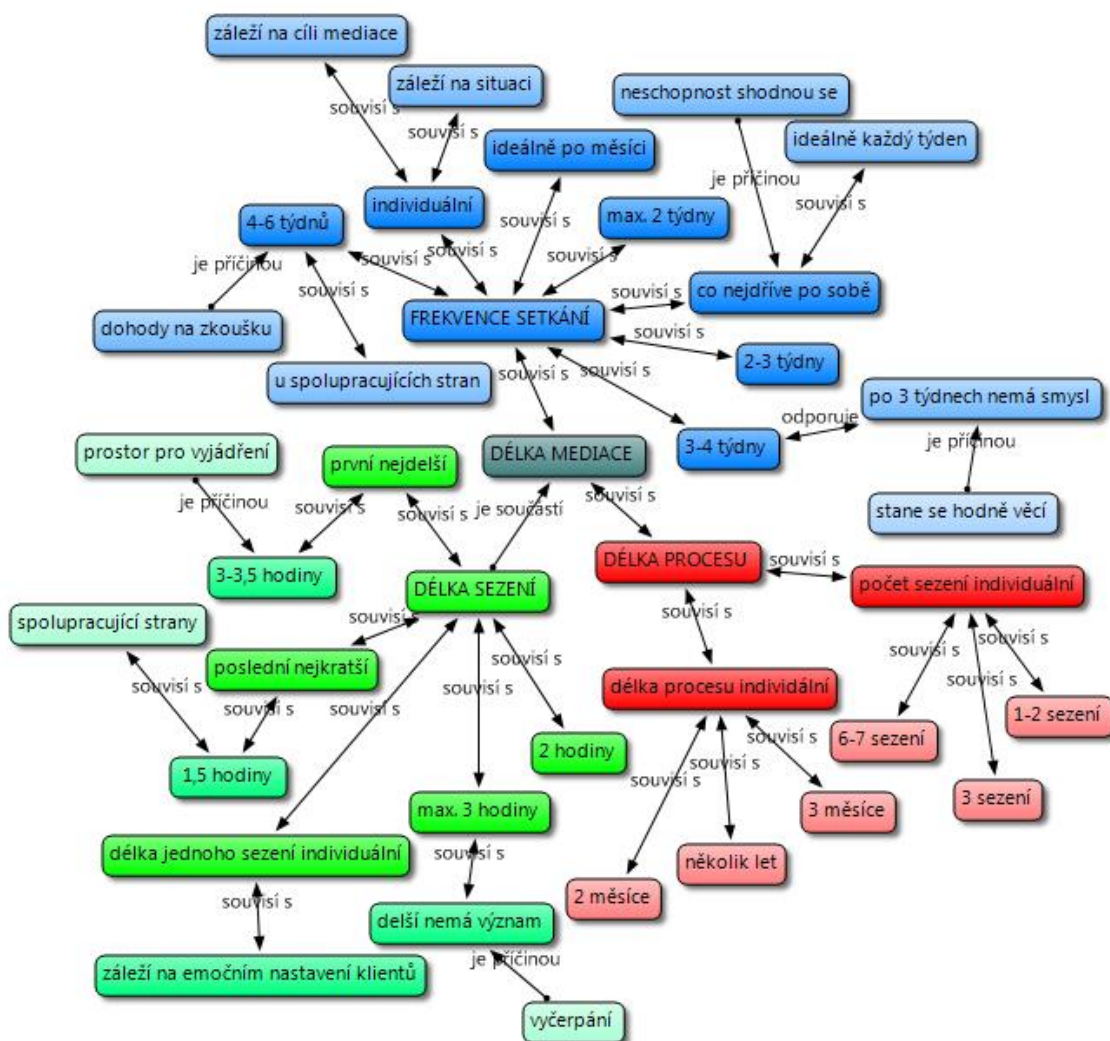 záleží na cíli mediace
souvisí s
záleží na situaci
souvisí s
neschopnost shodnou se
ideálně každý týden
je příčinou
souvisí s
ideálně po měsíci
individuální
max. 2 týdny
4-6 týdnů
souvisí s
souvisí s
souvisí s
souvisí s
je příčinou
souvisí s
co nejdříve po sobě
souvisí s
FREKVENCE SETKÁNÍ
dohody na zkoušku
souvisí s
2-3 týdny
u spolupracujících stran
souvisí s
souvisí s
po 3 týdnech nemá smysl
odporuje
3-4 týdny
je příčinou
stane se hodně věcí
DÉLKA MEDIACE
prostor pro vyjádření
první nejdelší
je příčinou
souvisí s
souvisí s
je součástí
souvisí s
3-3,5 hodiny
DÉLKA SEZENÍ
DÉLKA PROCESU
souvisí s
počet sezení individuální
spolupracující strany
souvisí s
poslední nejkratší
souvisí s
souvisí s
1,5 hodiny
souvisí s
souvisí s
souvisí s
2 hodiny
souvisí s
délka procesu individální
souvisí s
souvisí s
souvisí s
1-2 sezení
6-7 sezení
3 sezení
souvisí s
souvisí s
souvisí s
3 měsíce
několik let
2 měsíce
max. 3 hodiny
délka jednoho sezení individuální
souvisí s
souvisí s
delší nemá význam
záleží na emočním nastavení klientů
je příčinou
vyčerpání